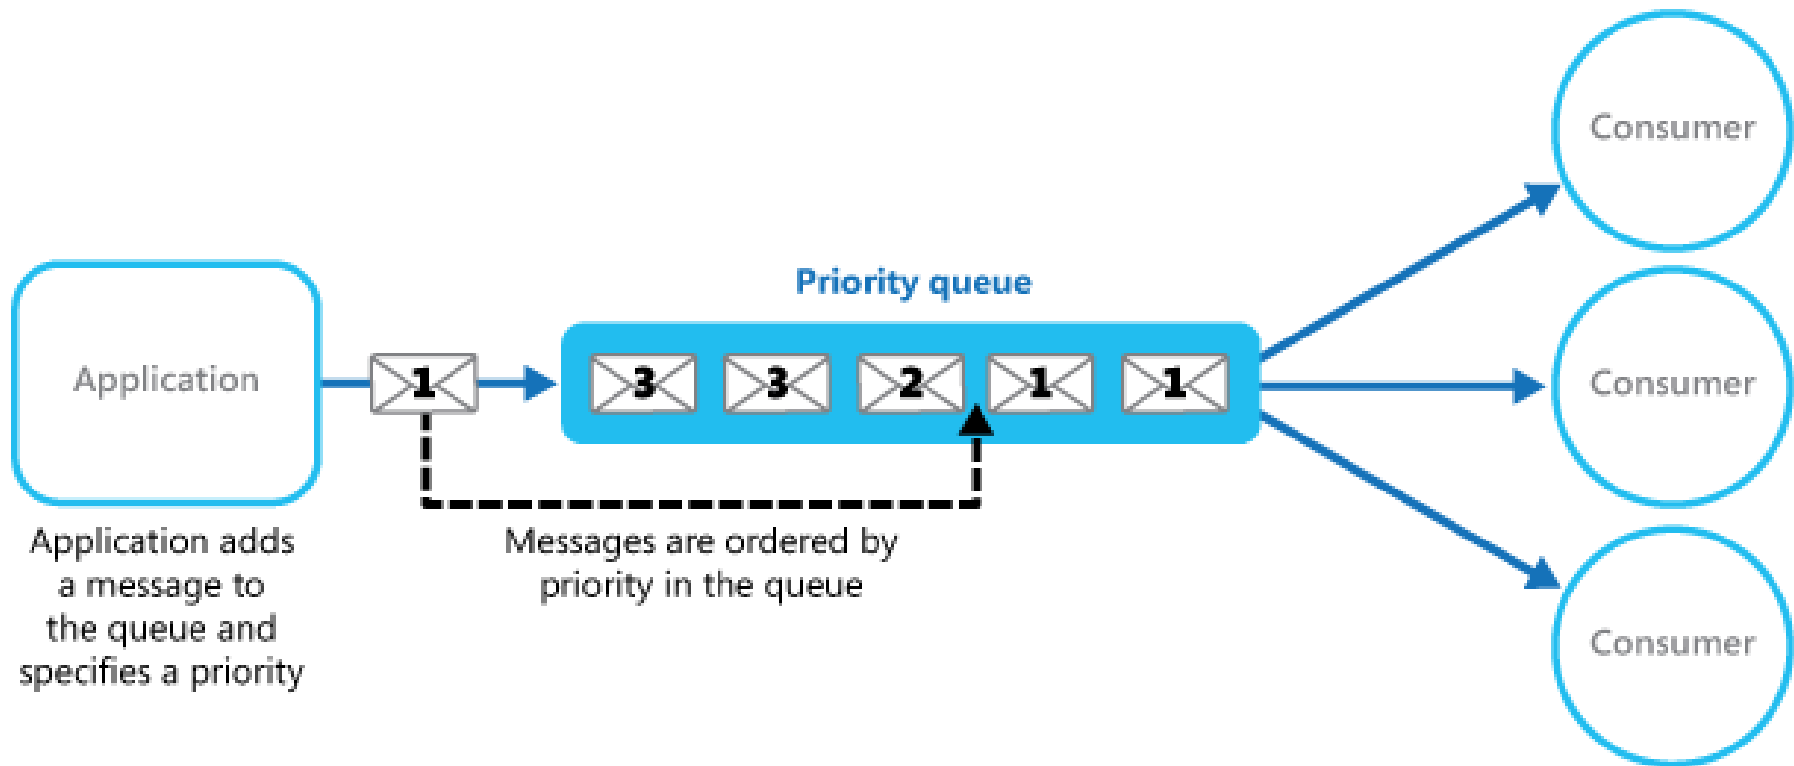 Priority queue
Application
1
3
3
2
1
1
Consumer
Consumer
Consumer
Application adds
a message to
the queue and
specifies a priority
Messages are ordered by
priority in the queue